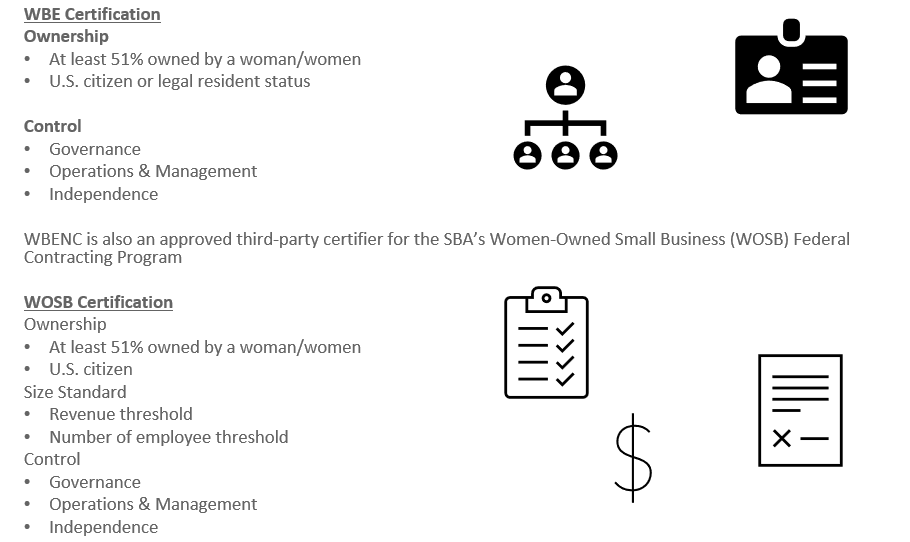 WBE Certification
Ownership
• At least 51% owned by a woman/women
• U.S. citizen or legal resident status
Control
• Governance
• Operations & Management
• Independence
WBENC is also an approved third-party certifier for the SBA’s Women-Owned Small Business (WOSB) Federal
Contracting Program
WOSB Certification
Ownership
• At least 51% owned by a woman/women
• U.S. citizen
Size Standard
• Revenue threshold
• Number of employee threshold
Control
• Governance
• Operations & Management
• Independence